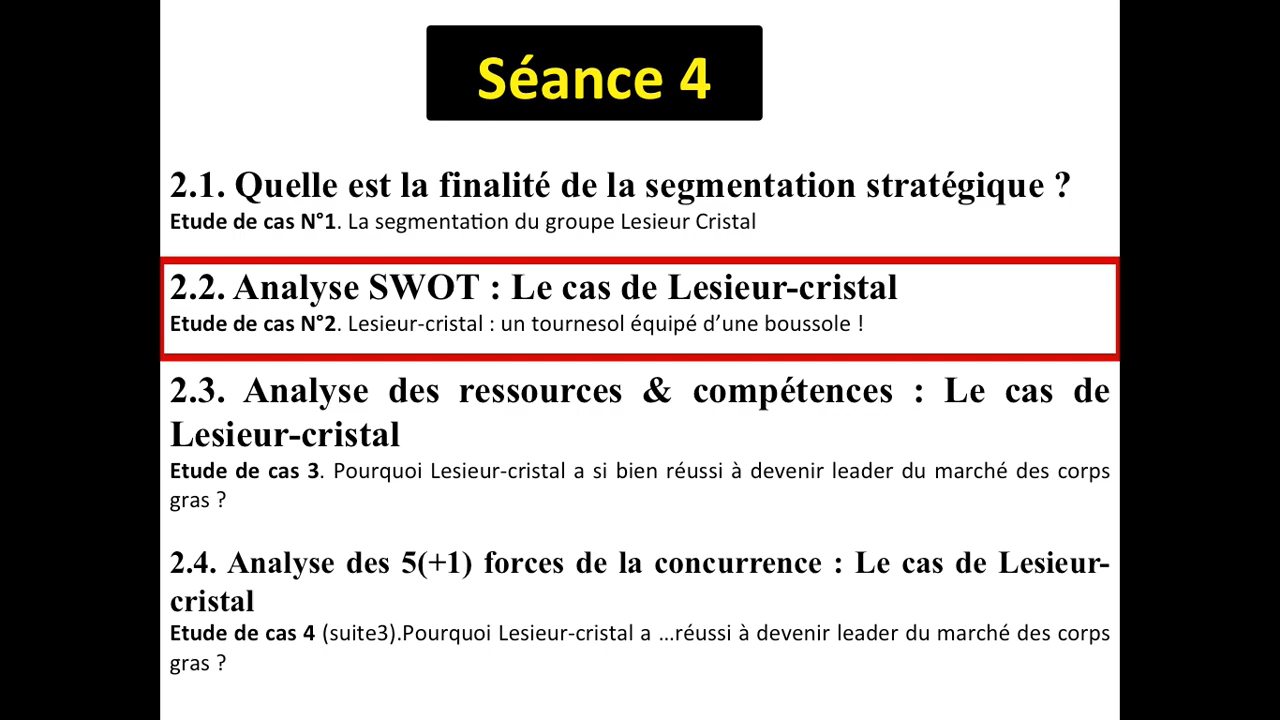 Séance 4
2.1. Quelle est la finalité de la segmentation stratégique ?
Etude de cas N°1. La segmentation du groupe Lesieur Cristal
2.2. Analyse SWOT : Le cas de Lesieur-cristal
Etude de cas N°2. Lesieur-cristal : un tournesol équipé d’une boussole !
2.3. Analyse des ressources & compétences : Le cas de
Lesieur-cristal
Etude de cas 3. Pourquoi Lesieur-cristal a si bien réussi à devenir leader du marché des corps
gras ?
2.4. Analyse des 5(+1) forces de la concurrence : Le cas de Lesieur-
cristal
Etude de cas 4 (suite3).Pourquoi Lesieur-cristal a ...réussi à devenir leader du marché des corps
gras ?